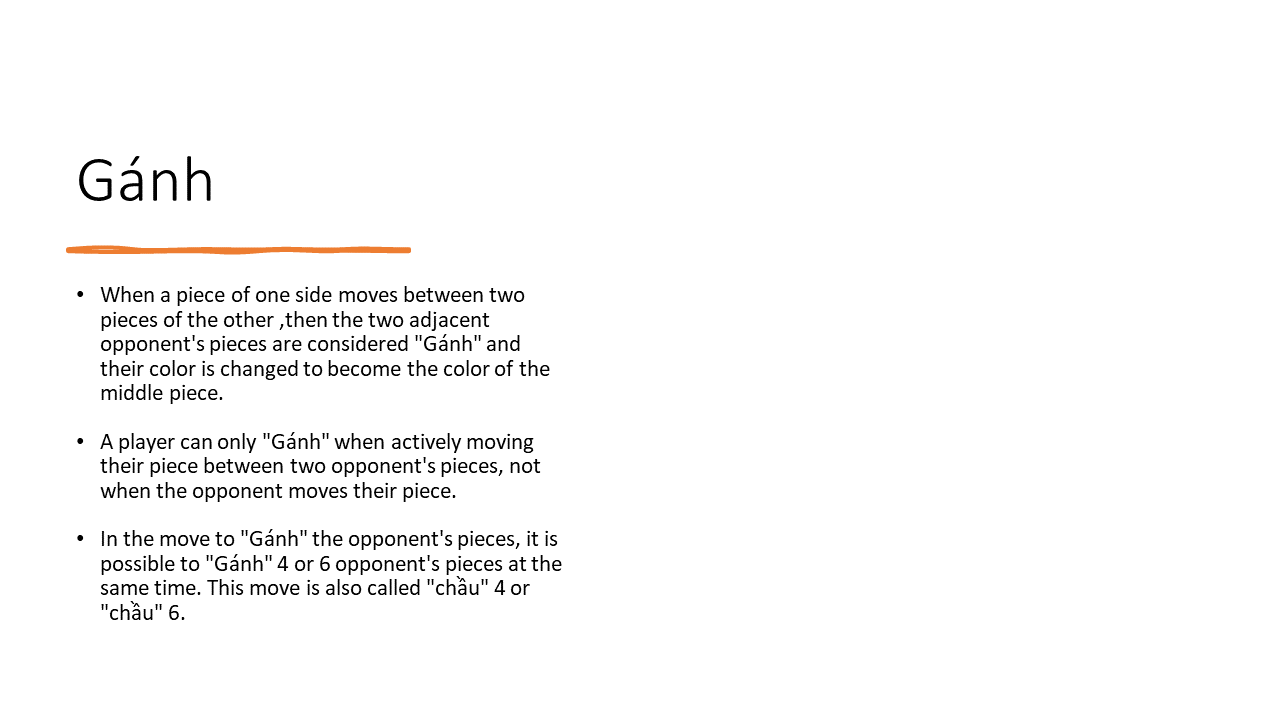 Gánh
• When a piece of one side moves between two
pieces of the other ,then the two adjacent
opponent's pieces are considered "Gánh" and
their color is changed to become the color of the
middle piece.
• A player can only "Gánh" when actively moving
their piece between two opponent's pieces, not
when the opponent moves their piece.
• In the move to "Gánh" the opponent's pieces, it is
possible to "Gánh" 4 or 6 opponent's pieces at the
same time. This move is also called "chầu" 4 or
"chầu" 6.